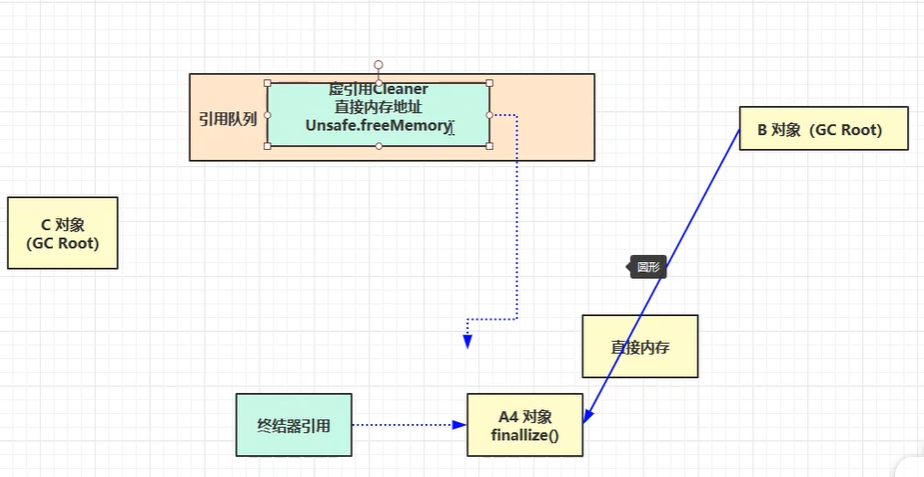 虚引用Cleaner
直接内存地址
Unsafe.freeMemory
引用队列
B 对象（GC Root）
C 对象
（GC Root）
圆形
直接内存
终结器引用
A4 对象
finallize()